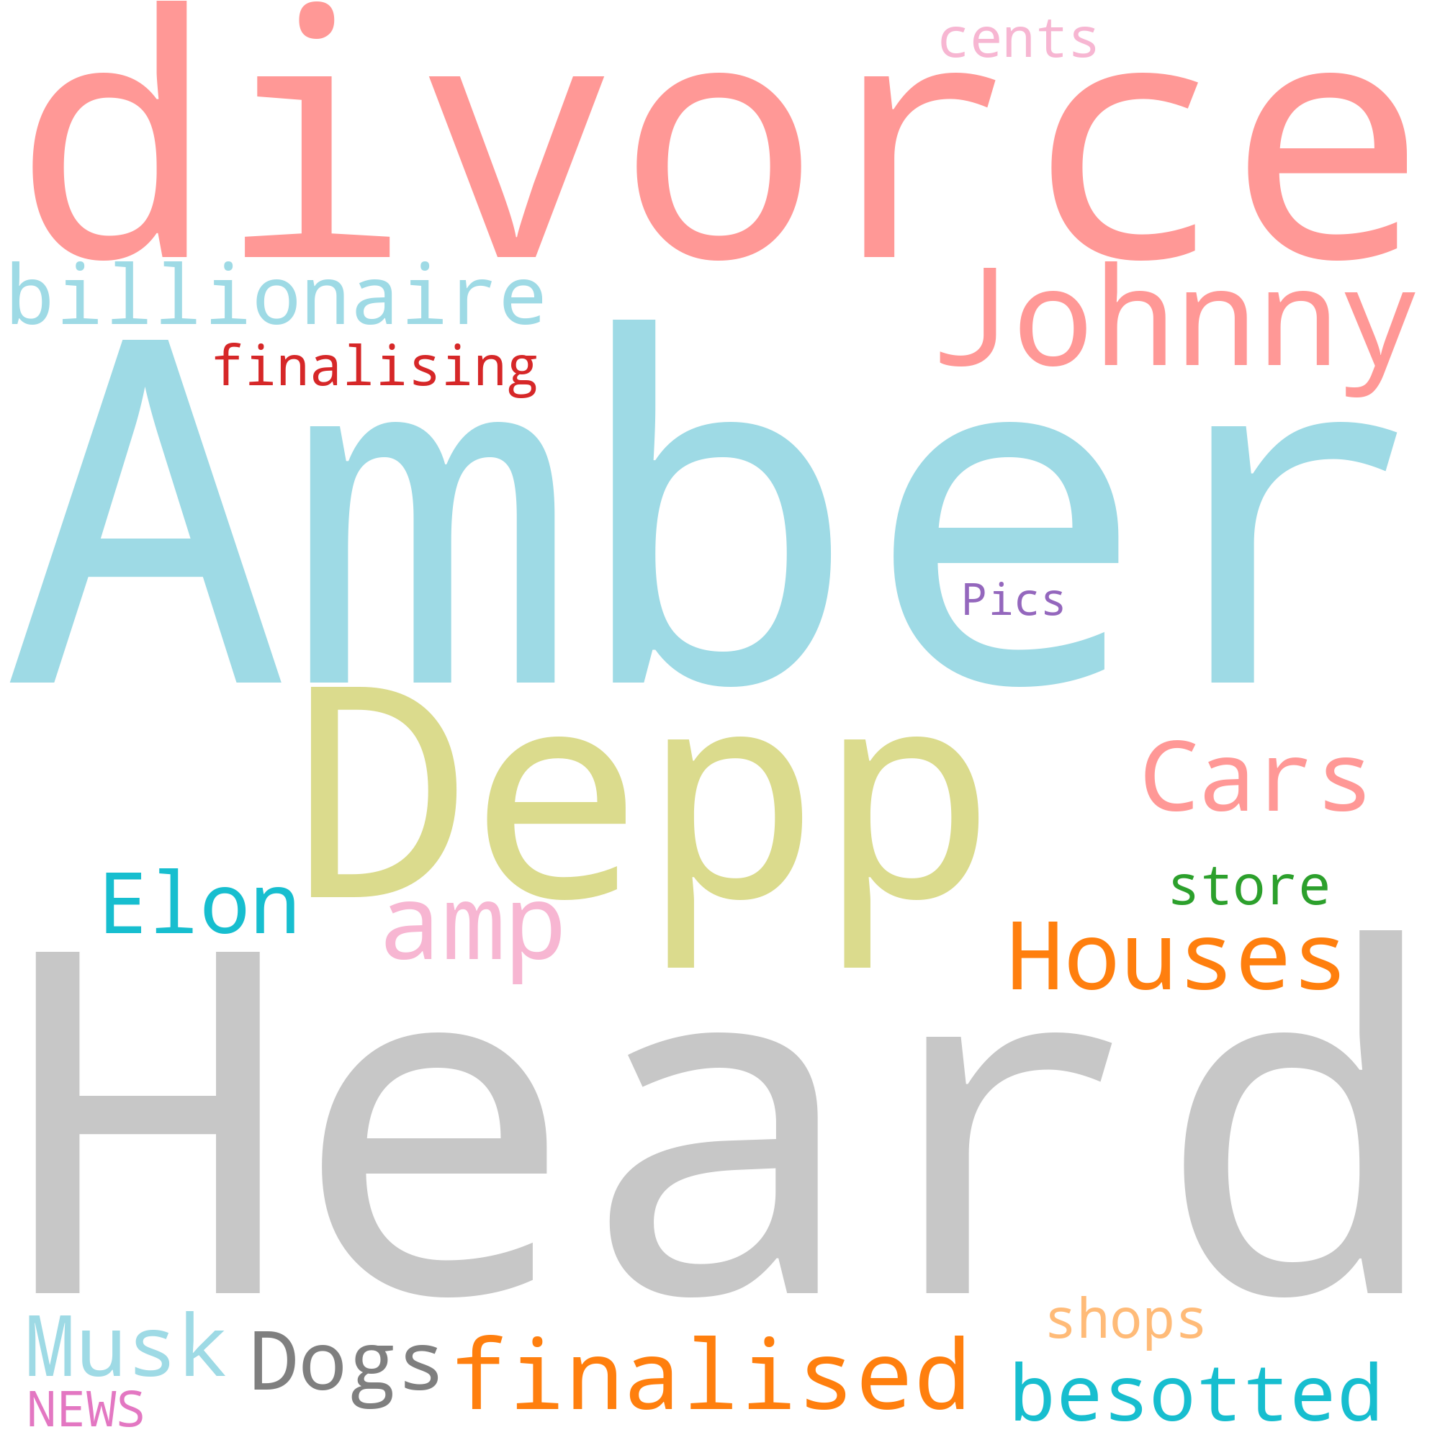 cents
divorce
billionaire
Johnny
finalising
Amber
Pics
Depp
Cars
Elon
amp
store
Houses
Heard
Musk
Dogs
finalised
shops
besotted
NEWS